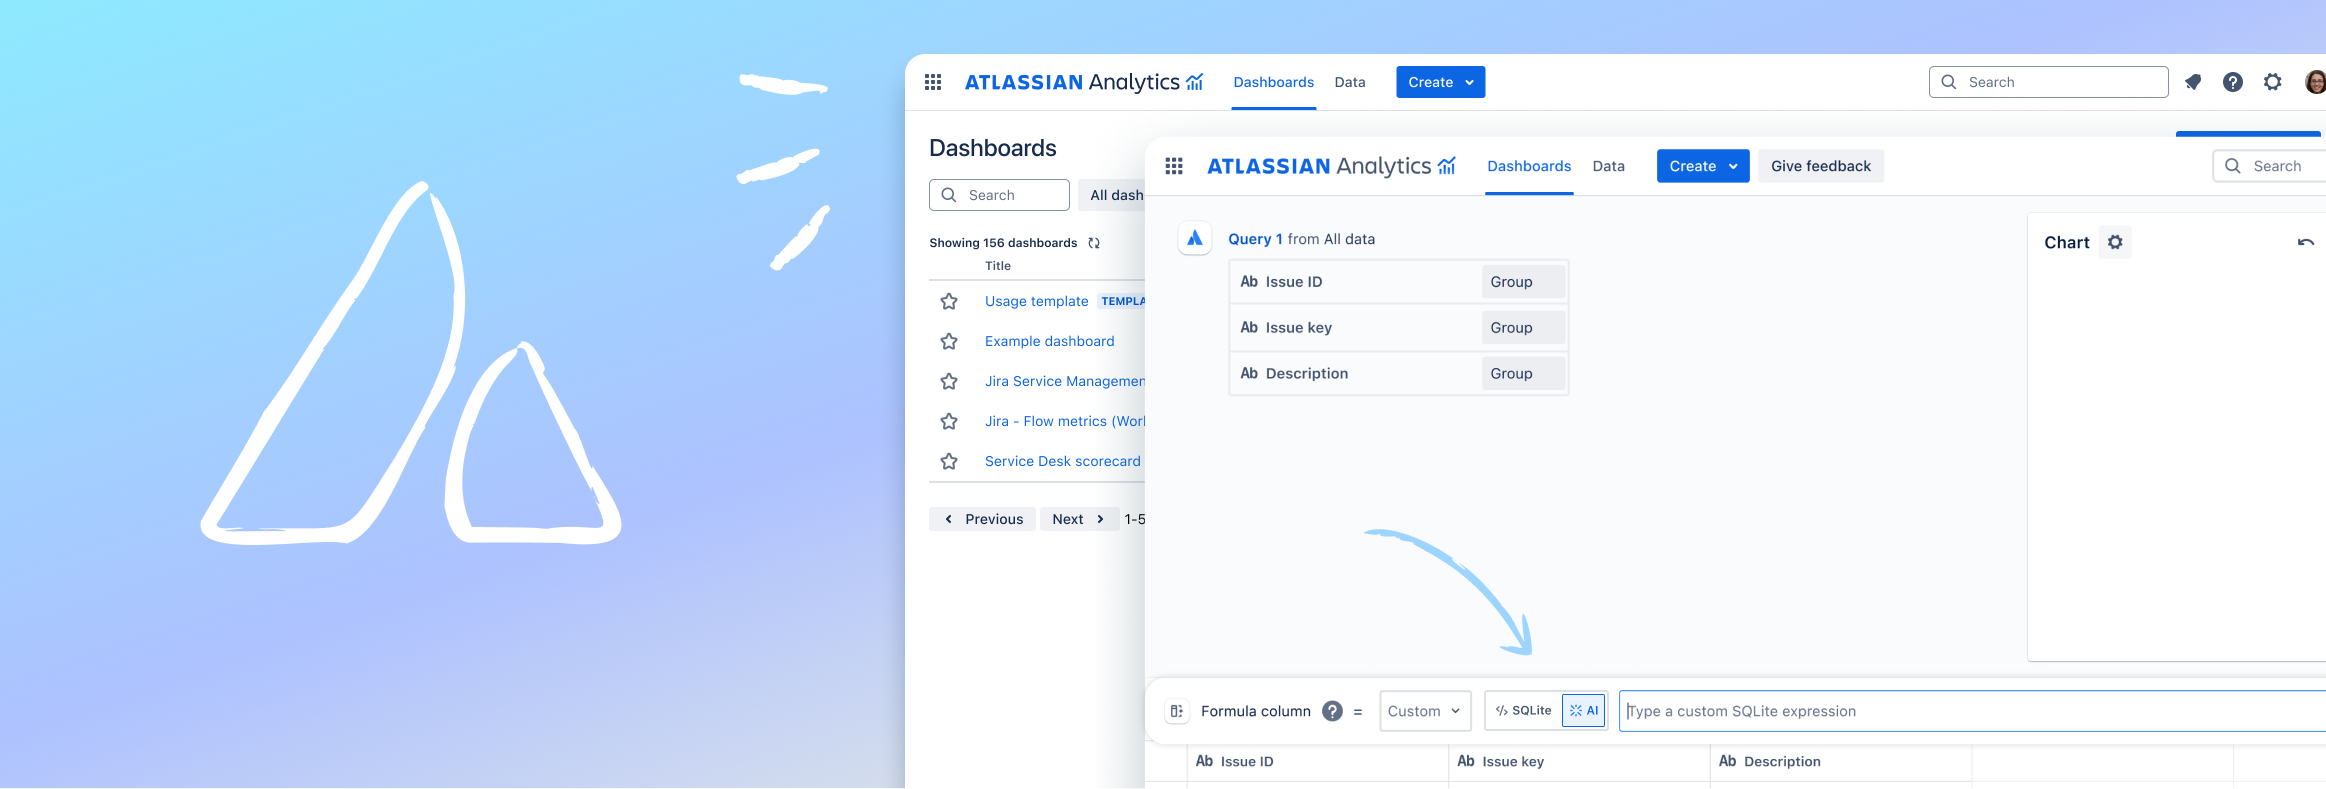 ATLASSIAN Analytics Dashboards Data Create Search
Dashboards
Search All dash
Showing 156 dashboards
Title
Usage template TEMPLA
Example dashboard
Jira Service Managemen
Jira - Flow metrics (Worl
Service Desk scorecard
Previous Next 1-5
ATLASSIAN Analytics Dashboards Data Create Give feedback Search
Query 1 from All data
Ab Issue ID Group
Ab Issue key Group
Ab Description Group
Chart
Formula column ? = Custom </> SQLite AI Type a custom SQLite expression
Ab Issue ID Ab Issue key Ab Description